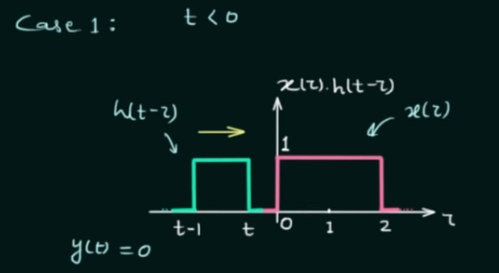 Case 1: t < 0
x(τ).h(t-τ)
h(t-τ)
x(τ)
1
t-1 t 0 1 2 τ
y(t) = 0